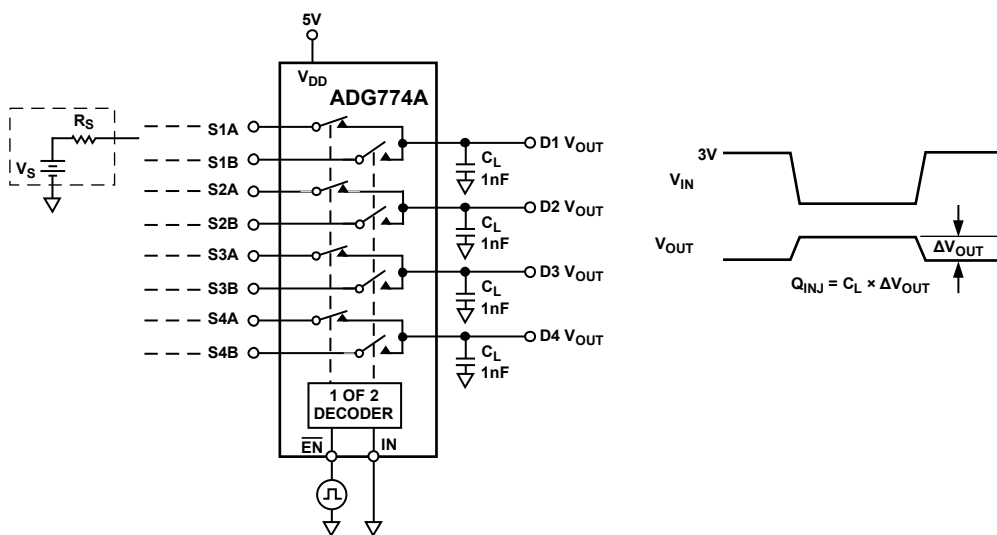 5V
VDD
ADG774A
RS
VS
S1A
S1B
S2A
S2B
S3A
S3B
S4A
S4B
D1 VOUT
CL
1nF
D2 VOUT
CL
1nF
D3 VOUT
CL
1nF
D4 VOUT
CL
1nF
1 OF 2
DECODER
EN
IN
3V
VIN
VOUT
ΔVOUT
QINJ = CL × ΔVOUT